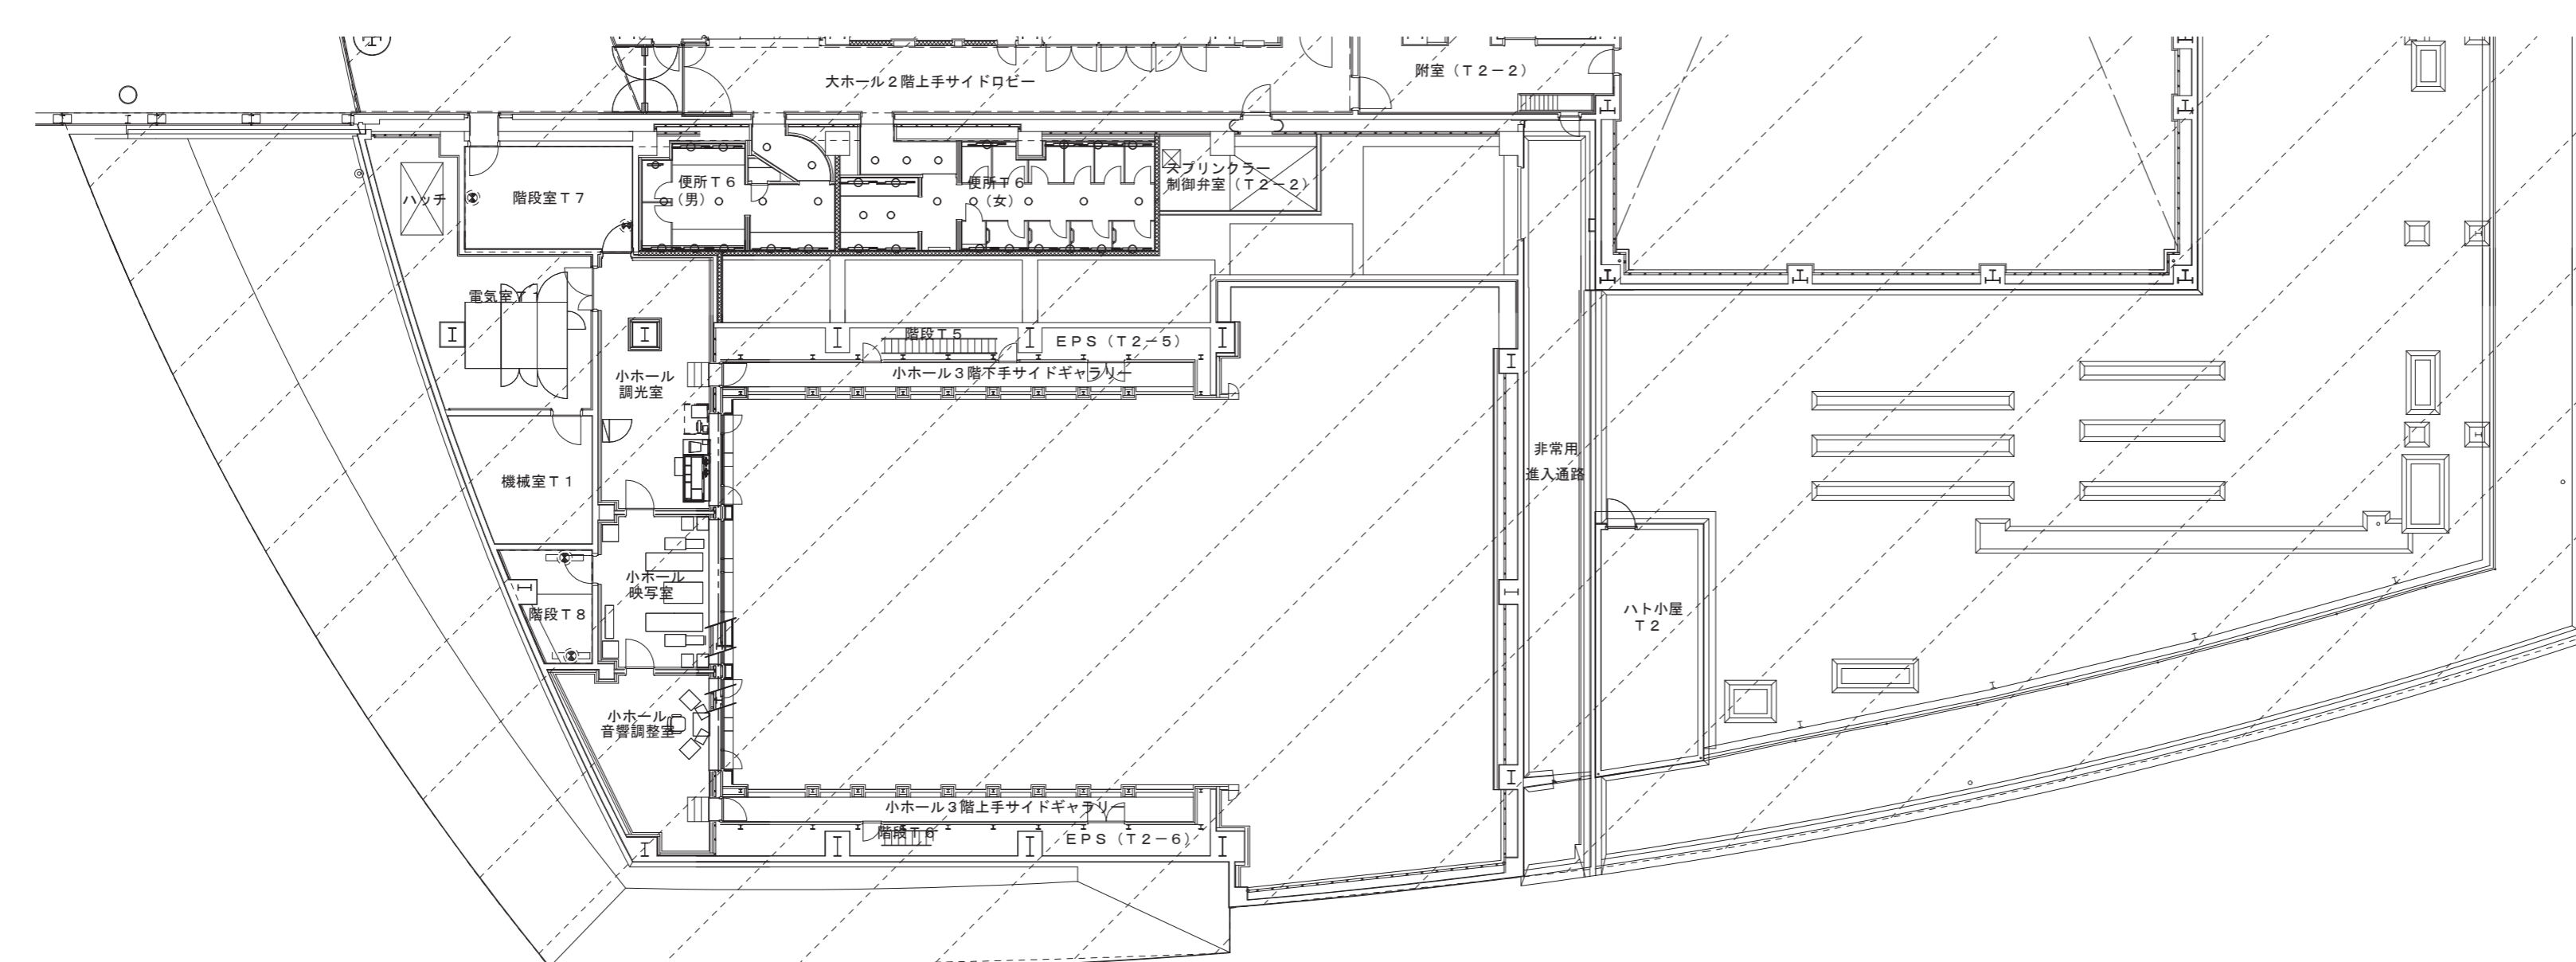 大ホール２階上手サイドロビー
附室（Ｔ２－２）
ハッチ
階段室Ｔ７
便所Ｔ６
（男）
便所Ｔ６
（女）
スプリンクラー
制御弁室（Ｔ２－２）
電気室Ｔ１
階段Ｔ５
ＥＰＳ（Ｔ２－５）
小ホール３階下手サイドギャラリー
小ホール
調光室
機械室Ｔ１
非常用
進入通路
小ホール
映写室
階段Ｔ８
ハト小屋
Ｔ２
小ホール
音響調整室
小ホール３階上手サイドギャラリー
階段Ｔ６
ＥＰＳ（Ｔ２－６）